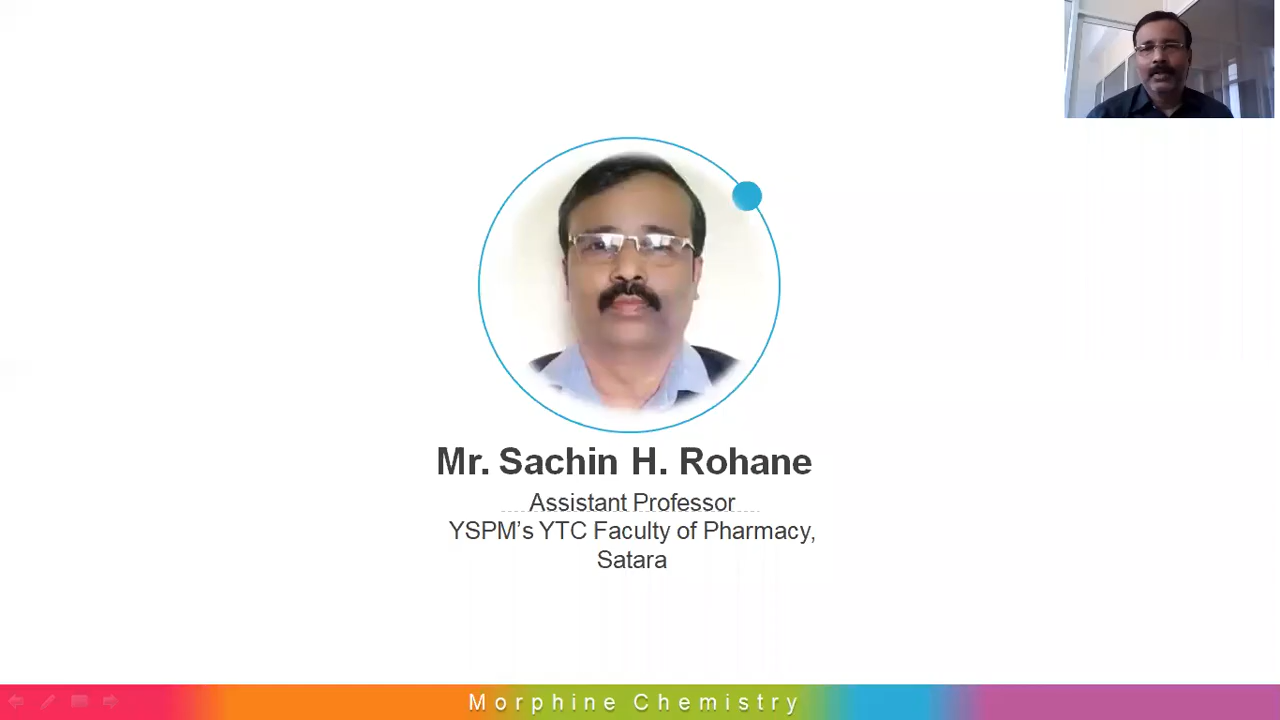 Mr. Sachin H. Rohane
Assistant Professor
YSPM's YTC Faculty of Pharmacy,
Satara
Morphine Chemistry